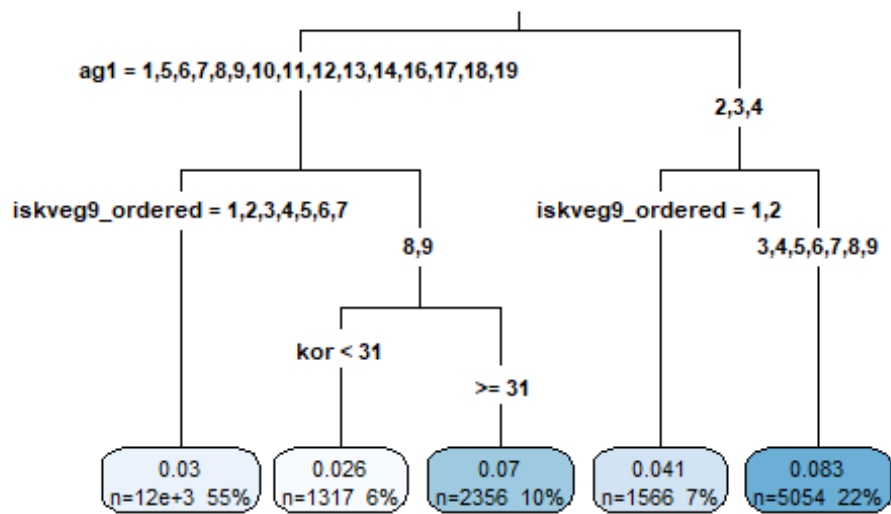 ag1 = 1,5,6,7,8,9,10,11,12,13,14,16,17,18,19
2,3,4
iskveg9_ordered = 1,2,3,4,5,6,7
iskveg9_ordered = 1,2
8,9
3,4,5,6,7,8,9
kor < 31
>= 31
0.03
n=12e+3 55%
0.026
n=1317 6%
0.07
n=2356 10%
0.041
n=1566 7%
0.083
n=5054 22%